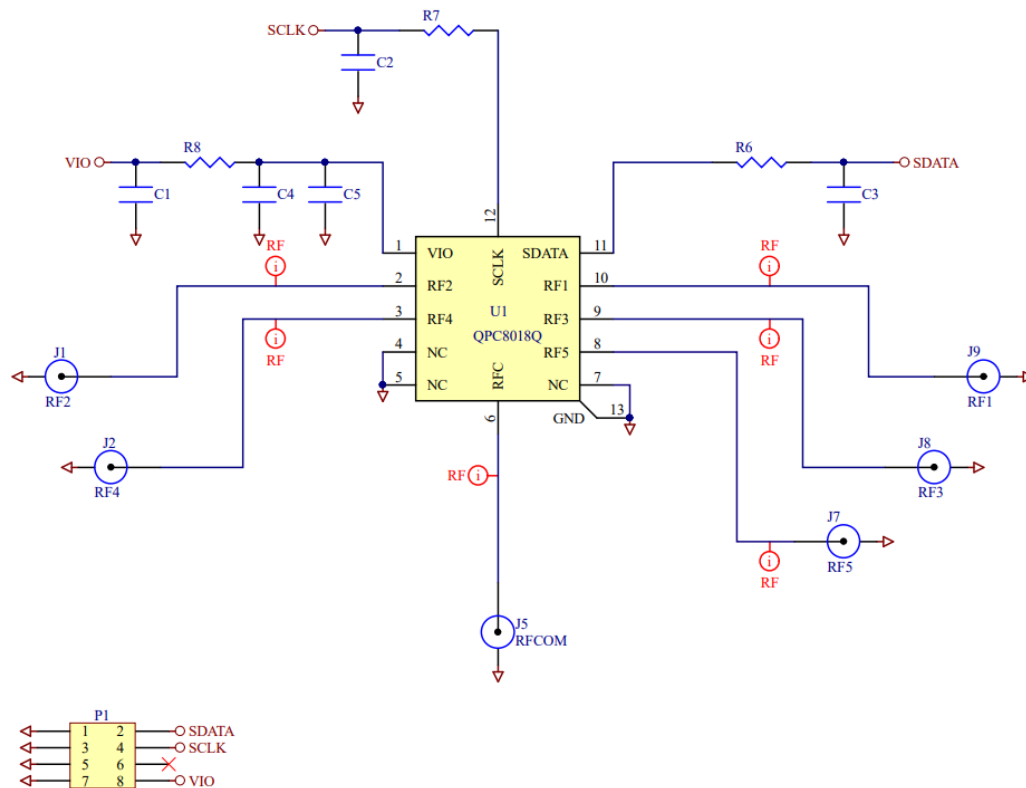 R7
SCLK
C2
R8
R6
VIO
SDATA
C1
C4
C5
C3
12
RF
RF
1
VIO
SCLK
SDATA
11
i
i
2
RF2
RF1
10
U1
3
RF4
RF3
9
i
QPC8018Q
i
J1
RF
4
NC
RF5
8
RF
J9
RFC
5
NC
NC
7
RF2
RF1
6
GND
13
J2
J8
RF
i
RF4
RF3
J7
i
RF5
RF
J5
RFCOM
P1
1
2
SDATA
3
4
SCLK
5
6
7
8
VIO